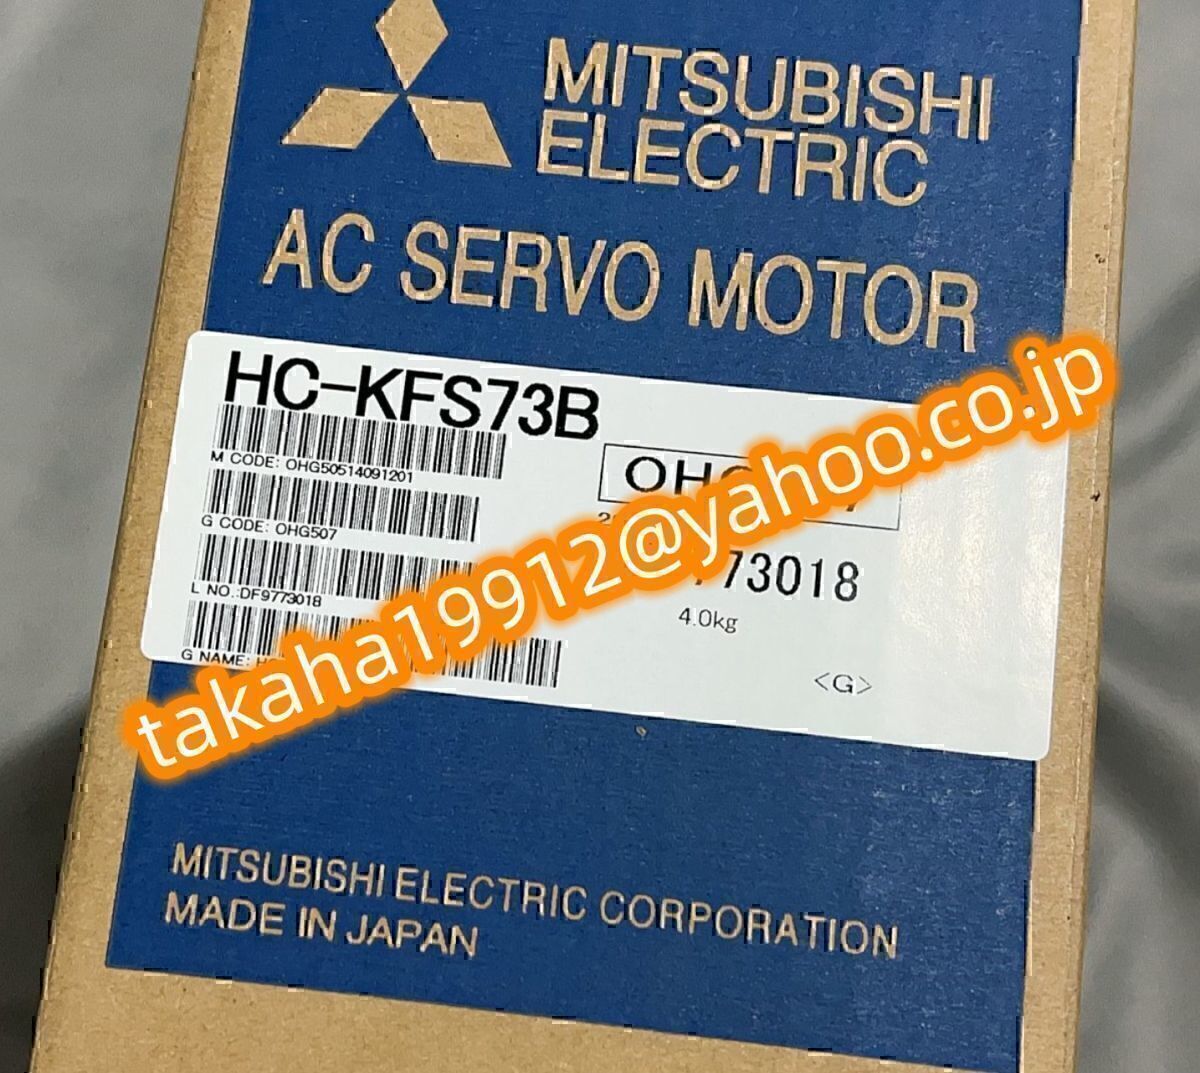 MITSUBISHI
ELECTRIC
AC SERVO MOTOR
HC-KFS73B
M CODE: OHG50514091201
G CODE: OHG507
L NO.:DF9773018
G NAME:
73018
4.0kg
<G>
takaha19912@yahoo.co.jp
MITSUBISHI ELECTRIC CORPORATION
MADE IN JAPAN